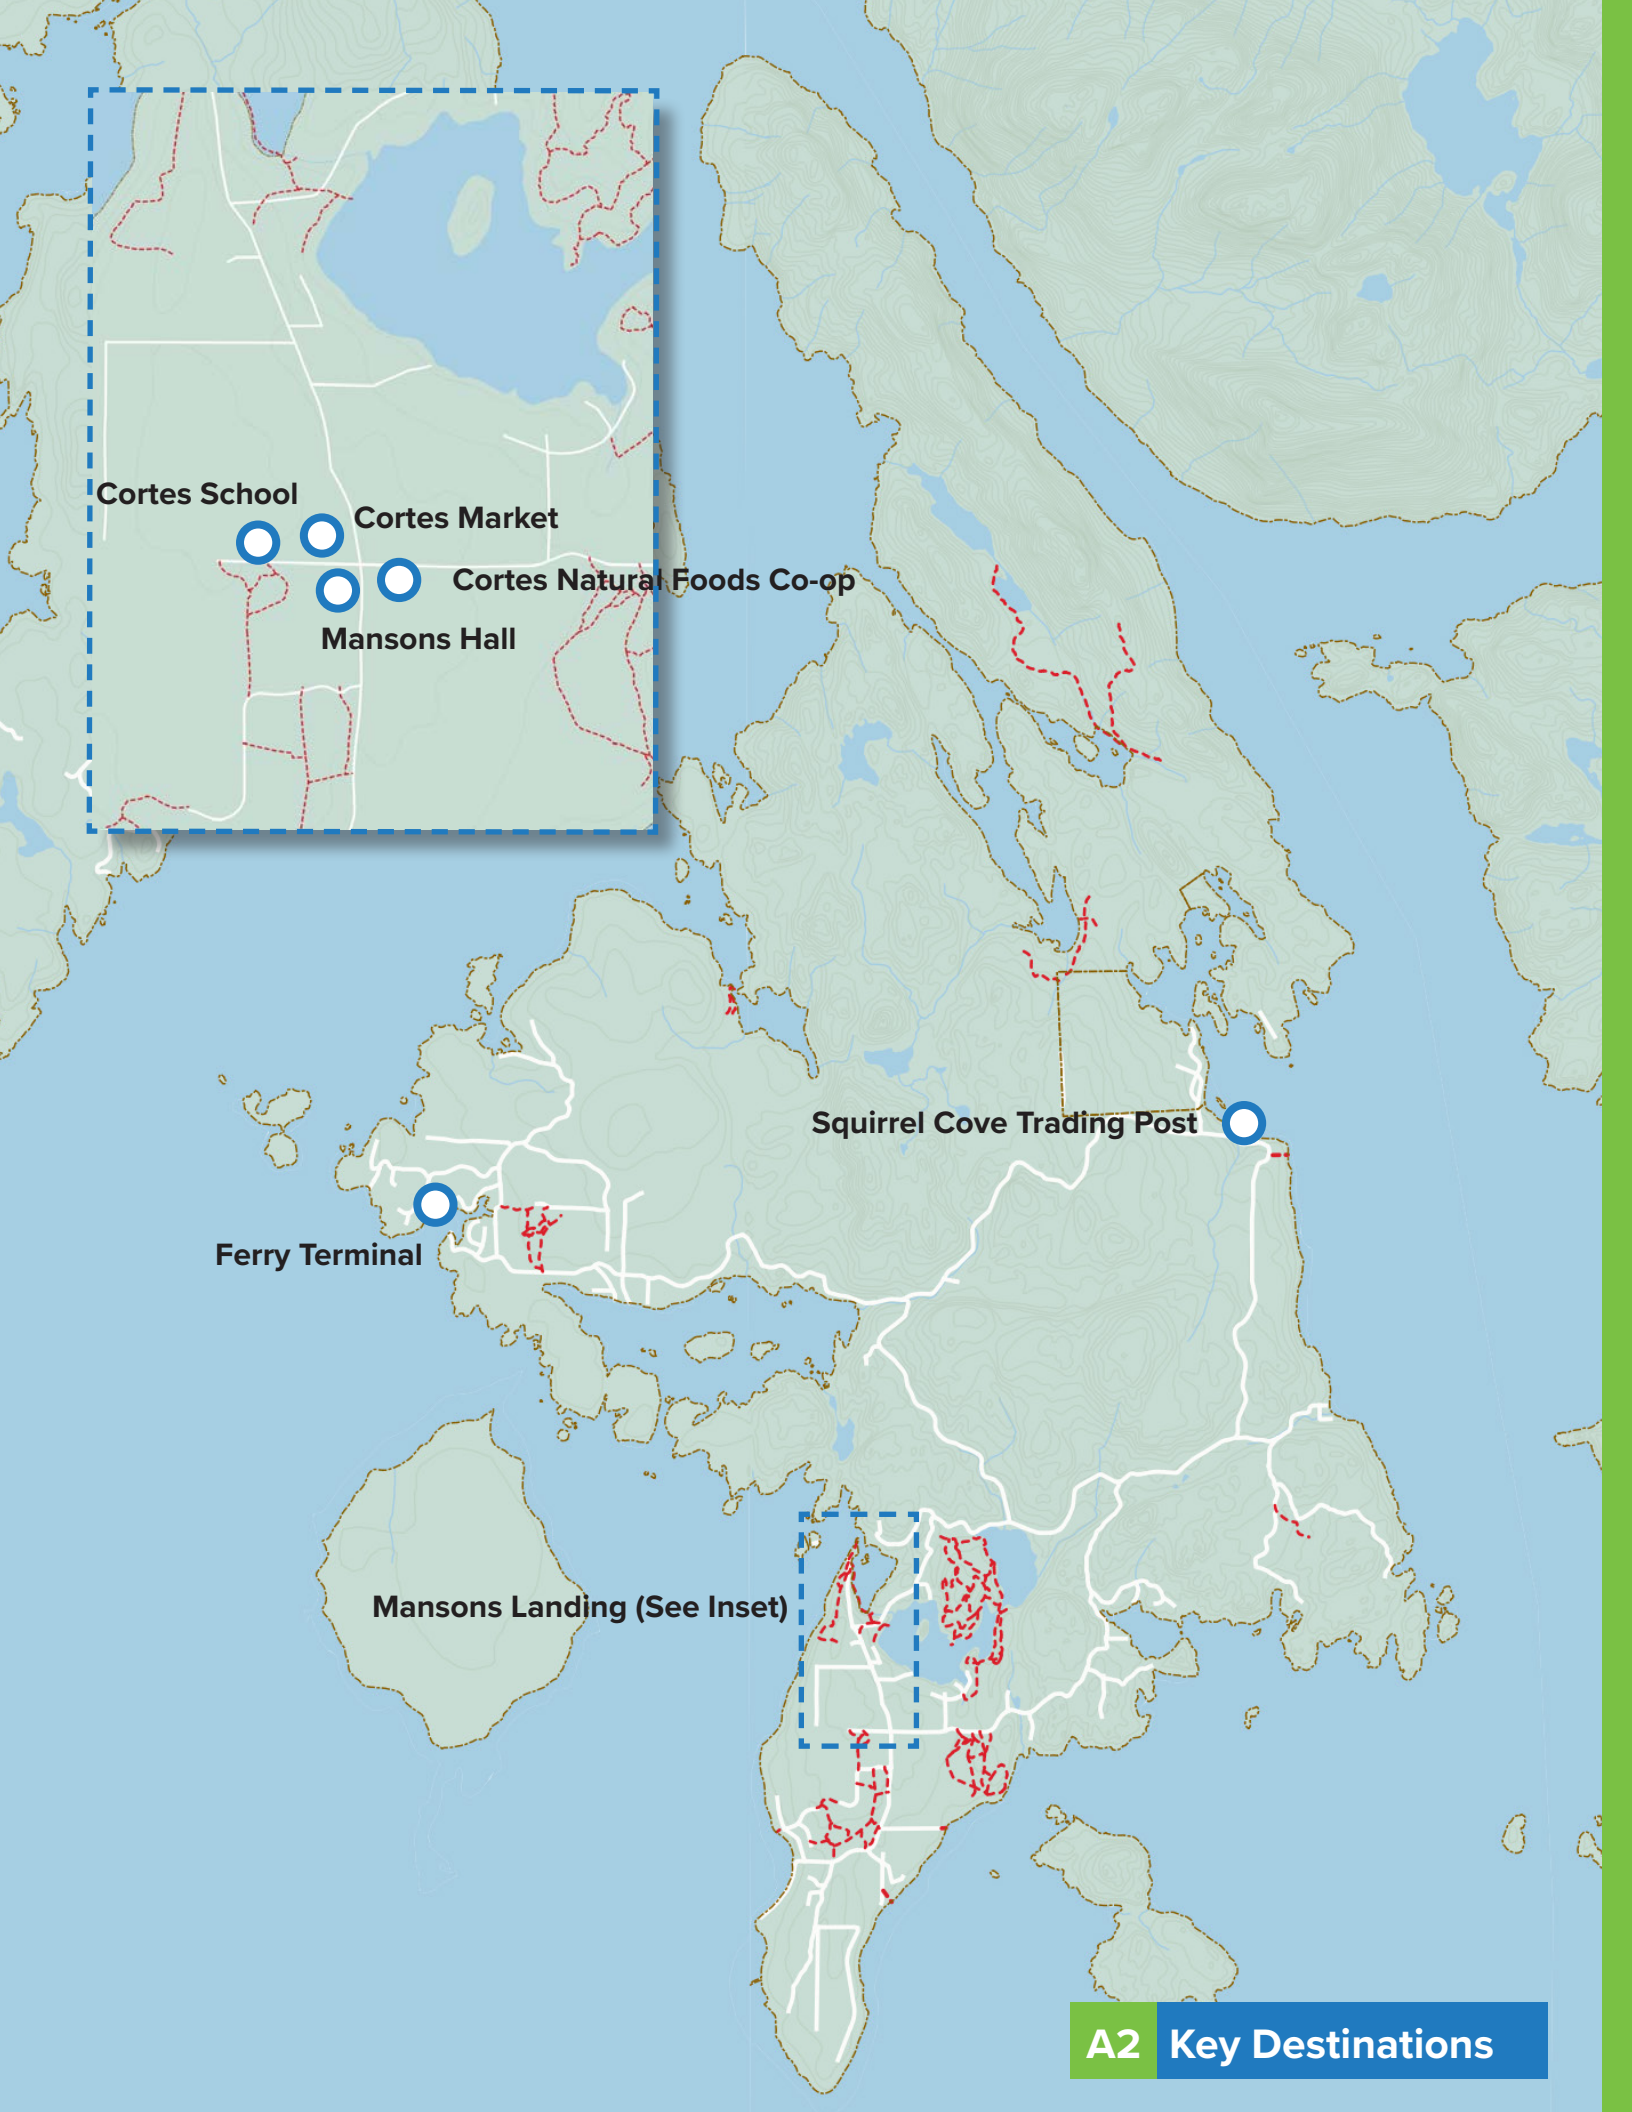 Cortes School
Cortes Market
Cortes Natural Foods Co-op
Mansons Hall
Squirrel Cove Trading Post
Ferry Terminal
Mansons Landing (See Inset)
A2 Key Destinations